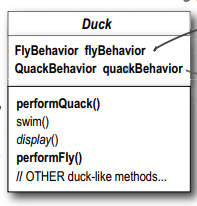 Duck
FlyBehavior flyBehavior
QuackBehavior quackBehavior
performQuack()
swim()
display()
performFly()
// OTHER duck-like methods...